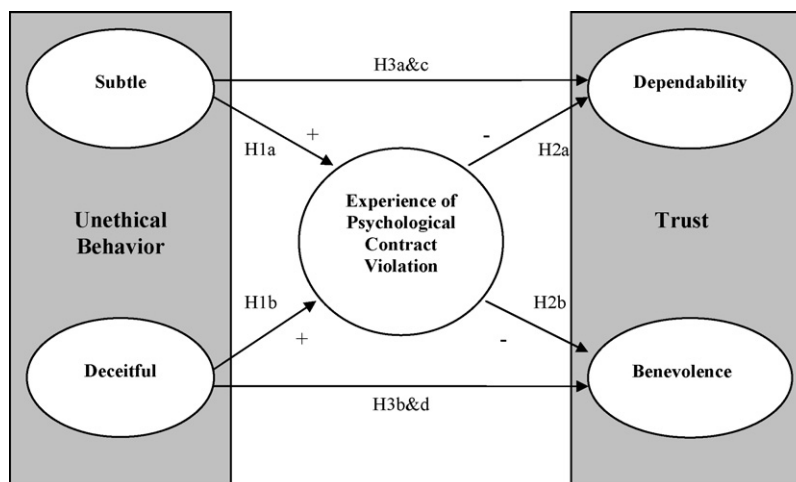 Subtle
H3a&c
Dependability
+
-
H1a
H2a
Experience of
Psychological
Contract
Violation
Unethical
Behavior
Trust
H1b
H2b
+
-
Deceitful
Benevolence
H3b&d